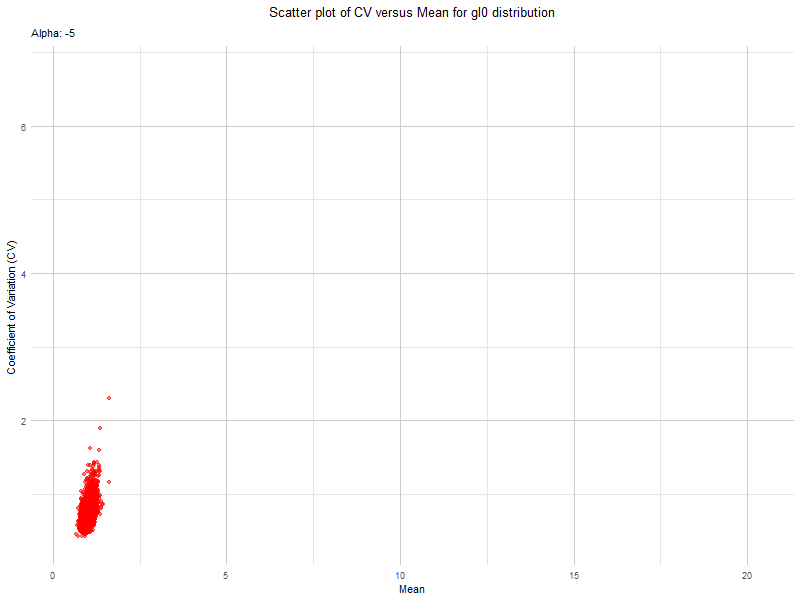 Scatter plot of CV versus Mean for gI0 distribution
Alpha: -5
Coefficient of Variation (CV)
6
4
2
0
5
10
15
20
Mean